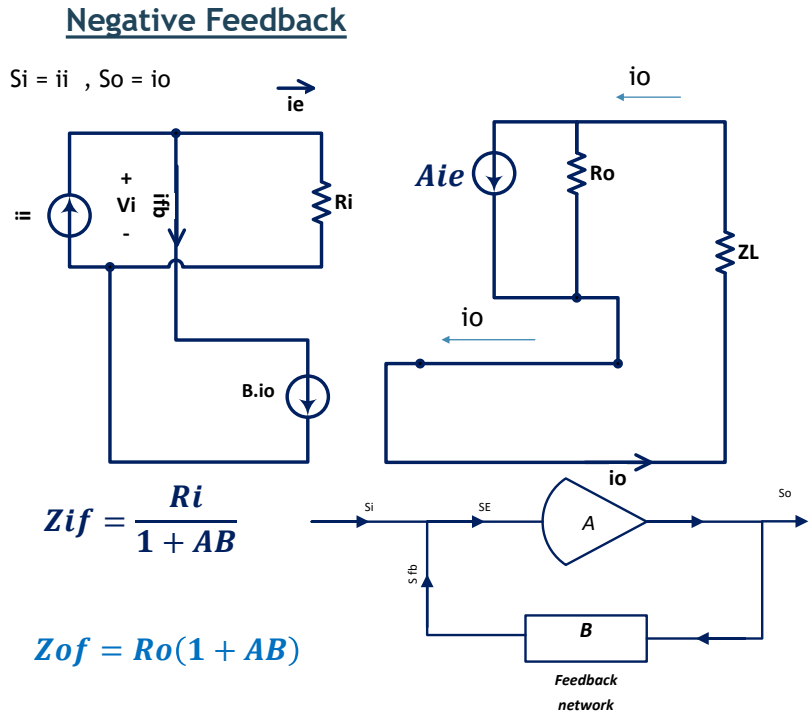 Negative Feedback
Si = ii , So = io
ie
io
ii
+
Vi
-
ifb
Ri
Aie
Ro
ZL
io
B.io
io
Zif = Ri / 1 + AB
Si
SE
A
So
S fb
B
Zof = Ro(1 + AB)
Feedback
network